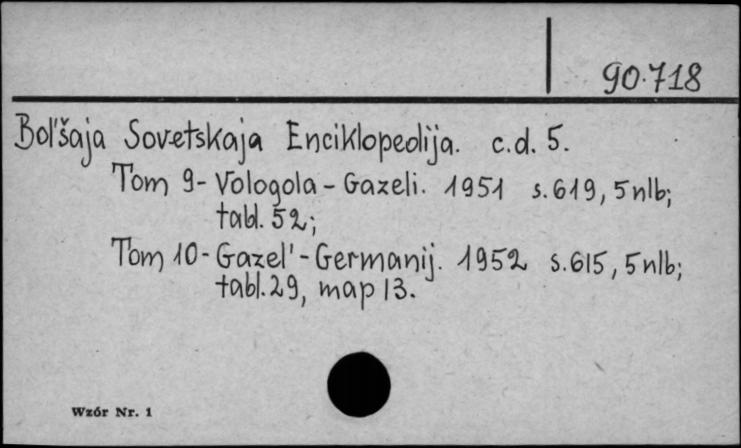 90.718
Bol'šaja Sovetskaja Enciklopedija. c.d. 5.
Tom 9- Vologda - Gazeli. 1951 s. 619, 5 nlb;
tabl. 52;
Tom 10 - Gazel' - Germanij. 1952 s. 615, 5 nlb;
tabl. 29, map 13.
Wzór Nr. 1